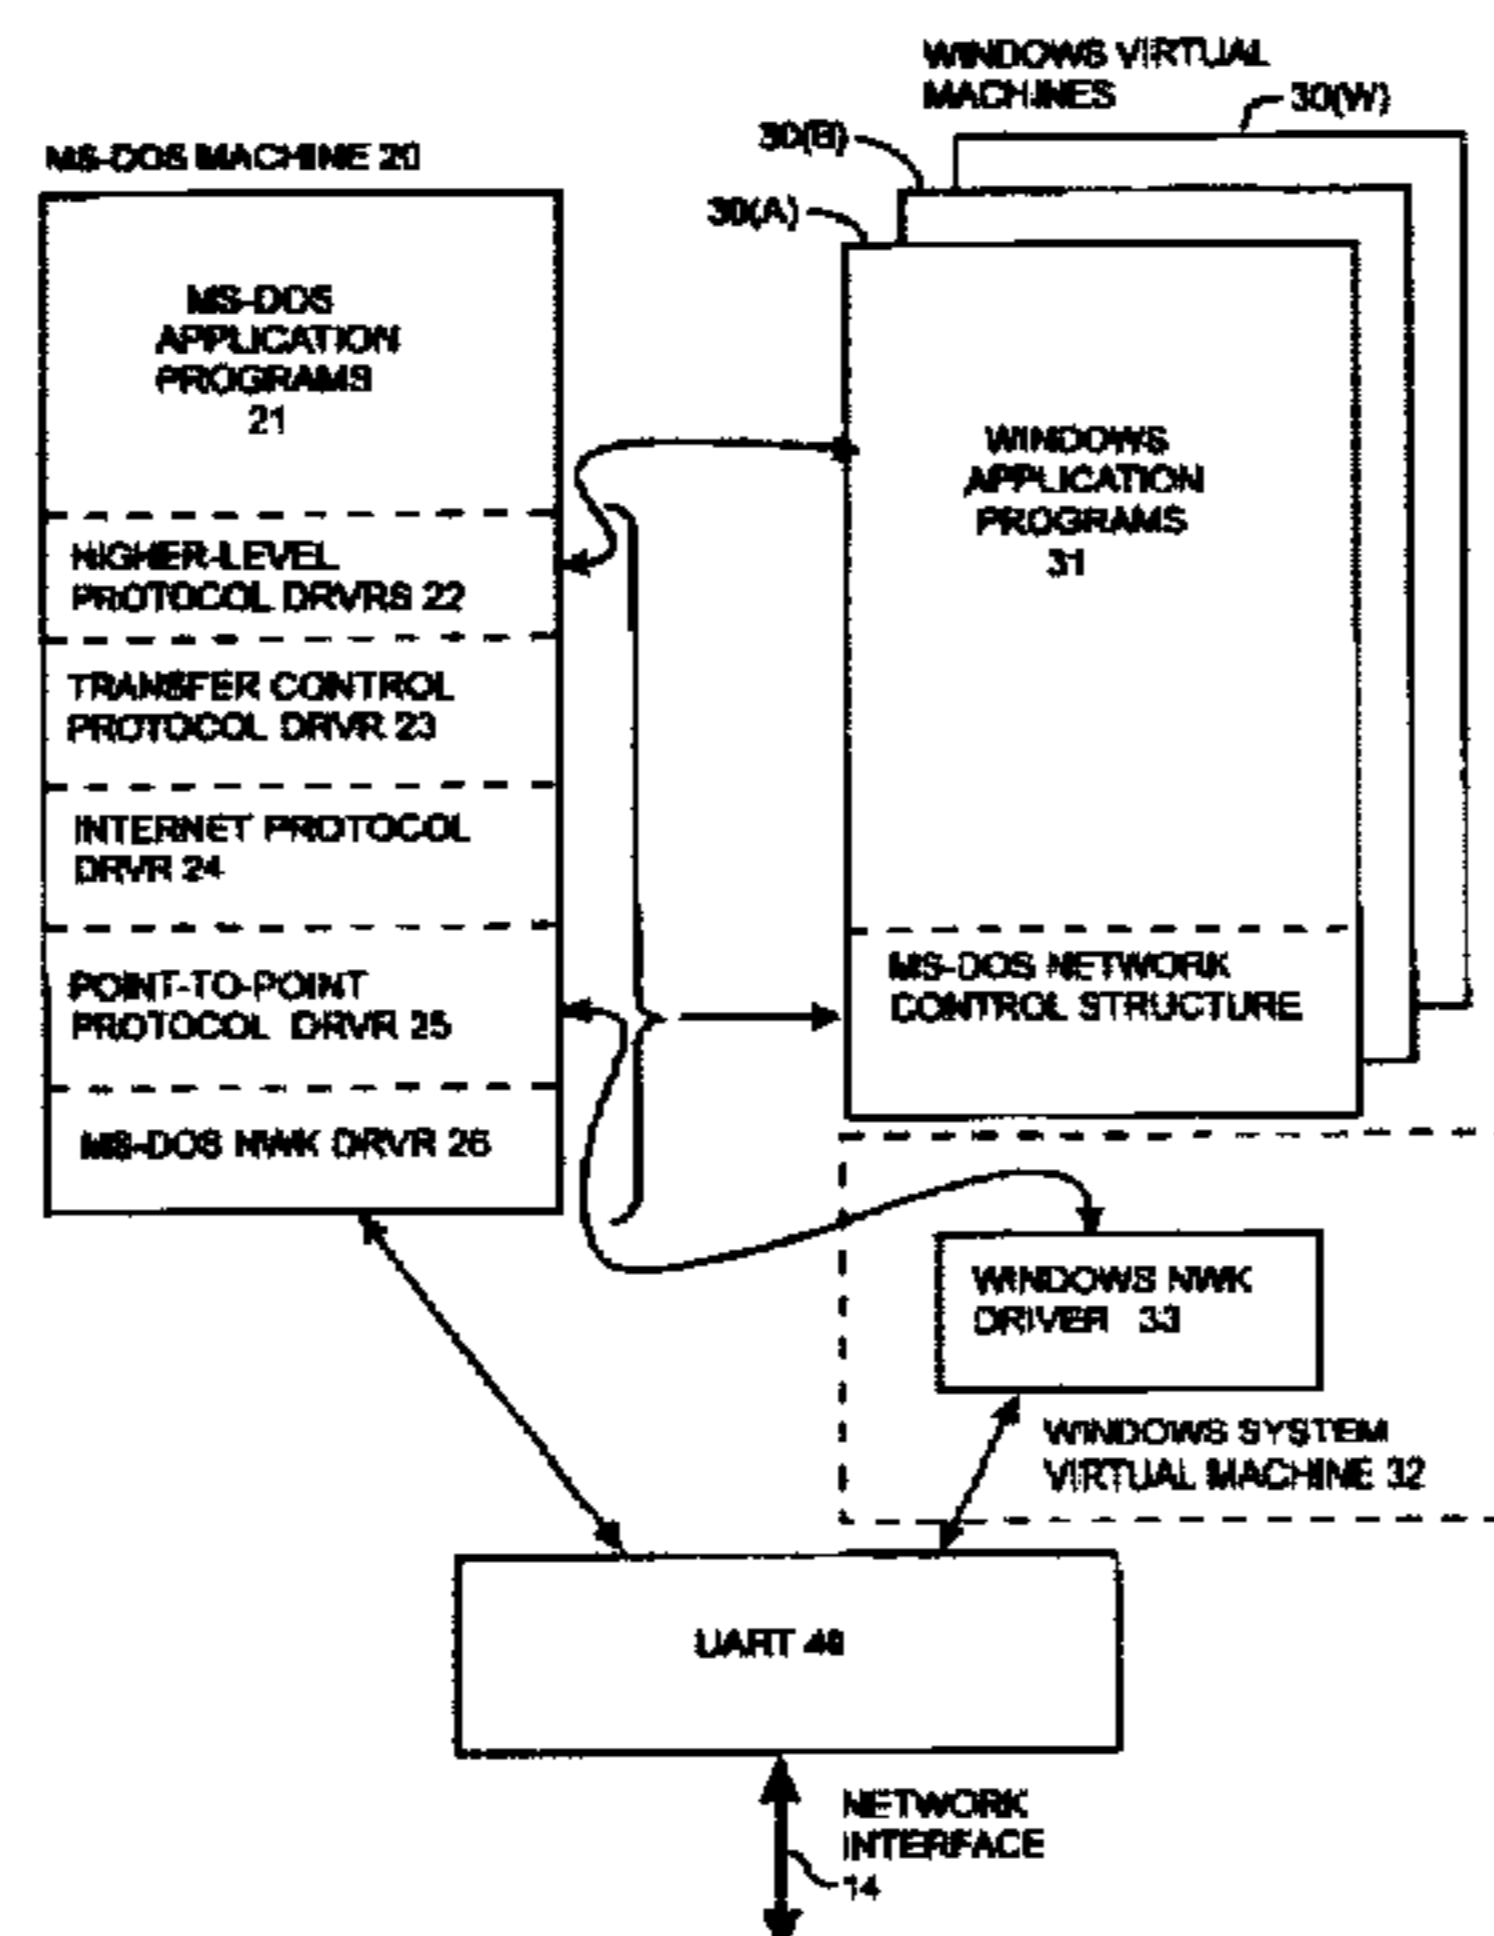 WINDOWS VIRTUAL
MACHINES
30(W)
30(B)
30(A)
MS-DOS MACHINE 20
MS-DOS
APPLICATION
PROGRAMS
21
HIGHER-LEVEL
PROTOCOL DRVRS 22
TRANSFER CONTROL
PROTOCOL DRVR 23
INTERNET PROTOCOL
DRVR 24
POINT-TO-POINT
PROTOCOL DRVR 25
MS-DOS NWK DRVR 26
WINDOWS
APPLICATION
PROGRAMS
31
MS-DOS NETWORK
CONTROL STRUCTURE
WINDOWS NWK
DRIVER 33
WINDOWS SYSTEM
VIRTUAL MACHINE 32
UART 40
NETWORK
INTERFACE
14